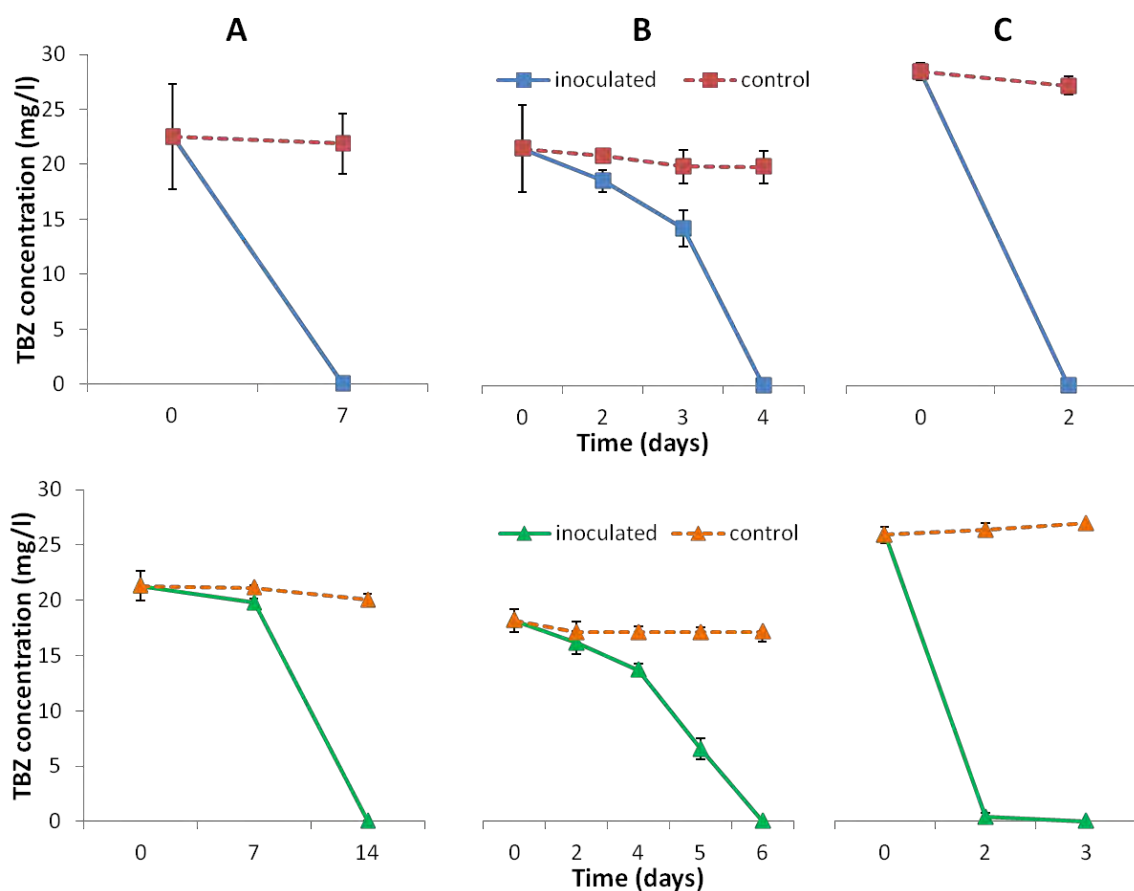 A B C
TBZ concentration (mg/l)
30
25
20
15
10
5
0
inoculated control
0 7
0 2 3 4
0 2
Time (days)
TBZ concentration (mg/l)
30
25
20
15
10
5
0
inoculated control
0 7 14
0 2 4 5 6
0 2 3
Time (days)